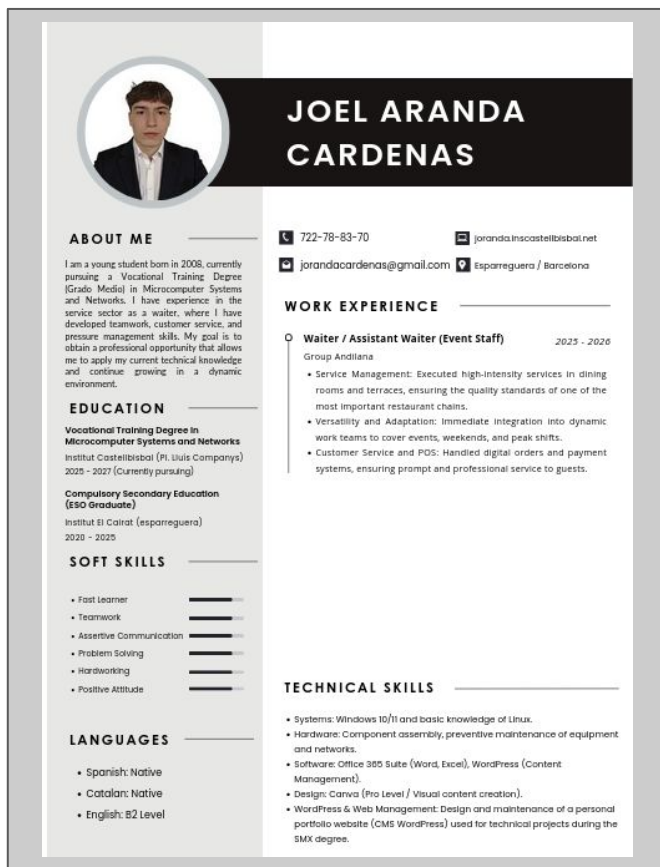 JOEL ARANDA
CARDENAS
722-78-83-70
joranda.inscastellbisbal.net
jorandacardenas@gmail.com
Esparreguera / Barcelona
ABOUT ME
I am a young student born in 2008, currently
pursuing a Vocational Training Degree
(Grado Medio) in Microcomputer Systems
and Networks. I have experience in the
service sector as a waiter, where I have
developed teamwork, customer service, and
pressure management skills. My goal is to
obtain a professional opportunity that allows
me to apply my current technical knowledge
and continue growing in a dynamic
environment.
EDUCATION
Vocational Training Degree in
Microcomputer Systems and Networks
Institut Castellbisbal (Pl. Lluis Companys)
2025 - 2027 (Currently pursuing)
Compulsory Secondary Education
(ESO Graduate)
Institut El Cairat (esparreguera)
2020 - 2025
SOFT SKILLS
• Fast Learner
• Teamwork
• Assertive Communication
• Problem Solving
• Hardworking
• Positive Attitude
LANGUAGES
• Spanish: Native
• Catalan: Native
• English: B2 Level
WORK EXPERIENCE
Waiter / Assistant Waiter (Event Staff)
2025 - 2026
Group Andilana
• Service Management: Executed high-intensity services in dining
rooms and terraces, ensuring the quality standards of one of the
most important restaurant chains.
• Versatility and Adaptation: Immediate integration into dynamic
work teams to cover events, weekends, and peak shifts.
• Customer Service and POS: Handled digital orders and payment
systems, ensuring prompt and professional service to guests.
TECHNICAL SKILLS
• Systems: Windows 10/11 and basic knowledge of Linux.
• Hardware: Component assembly, preventive maintenance of equipment
and networks.
• Software: Office 365 Suite (Word, Excel), WordPress (Content
Management).
• Design: Canva (Pro Level / Visual content creation).
• WordPress & Web Management: Design and maintenance of a personal
portfolio website (CMS WordPress) used for technical projects during the
SMX degree.